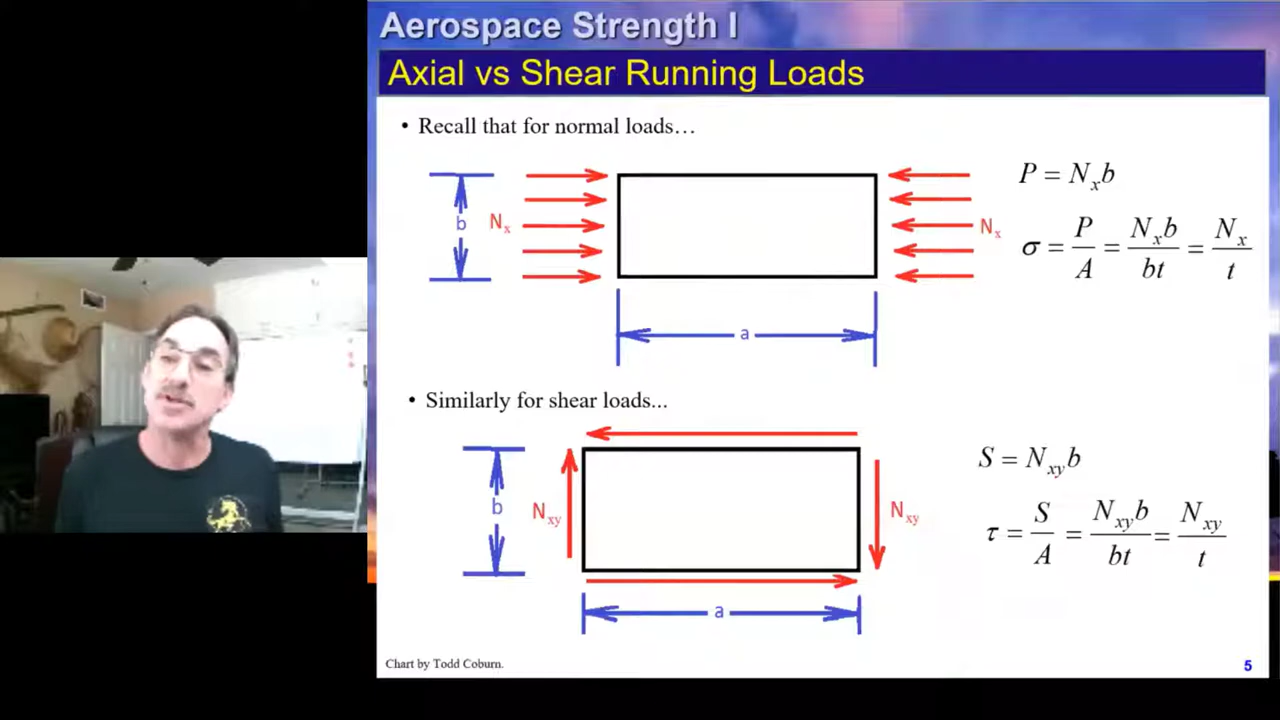 Aerospace Strength I
Axial vs Shear Running Loads
• Recall that for normal loads…
b
N_x
N_x
a
P = N_x b
σ = P/A = N_x b/bt = N_x/t
• Similarly for shear loads...
b
N_xy
N_xy
a
S = N_xy b
τ = S/A = N_xy b/bt = N_xy/t
Chart by Todd Coburn.
5